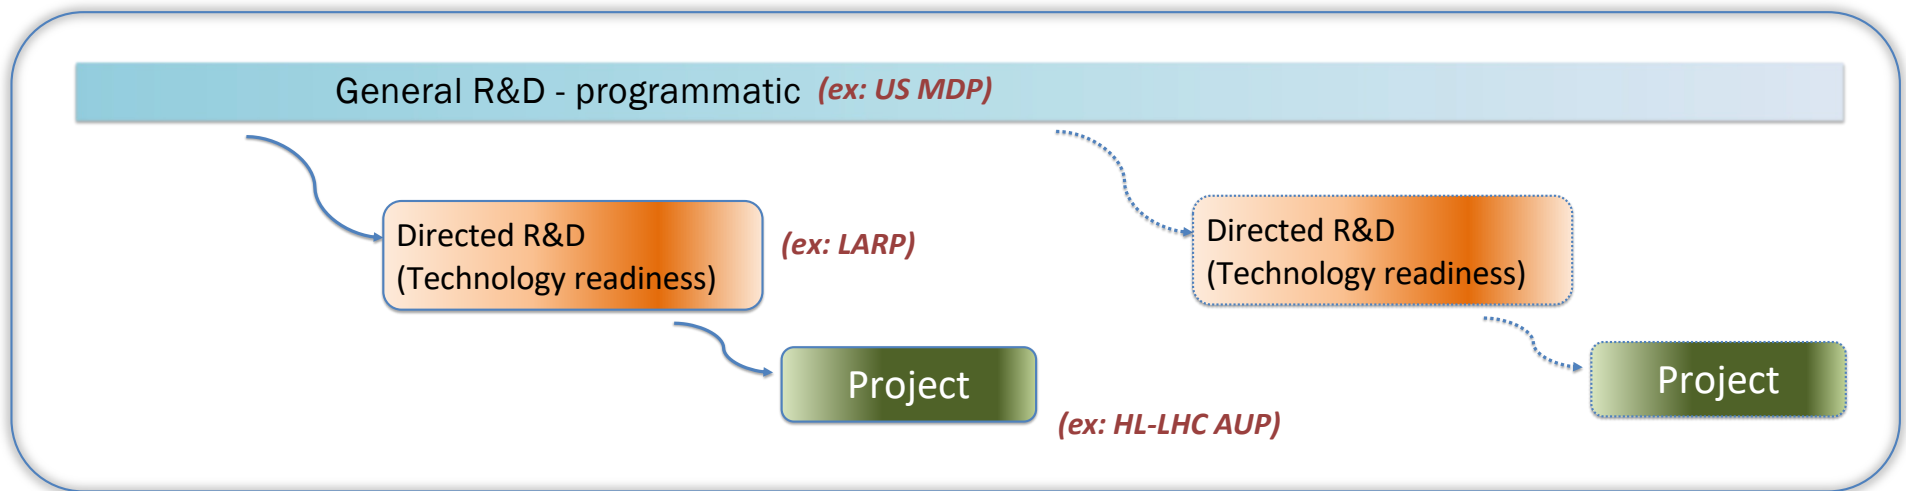 General R&D - programmatic (ex: US MDP)
Directed R&D
(Technology readiness)
(ex: LARP)
Directed R&D
(Technology readiness)
Project
(ex: HL-LHC AUP)
Project